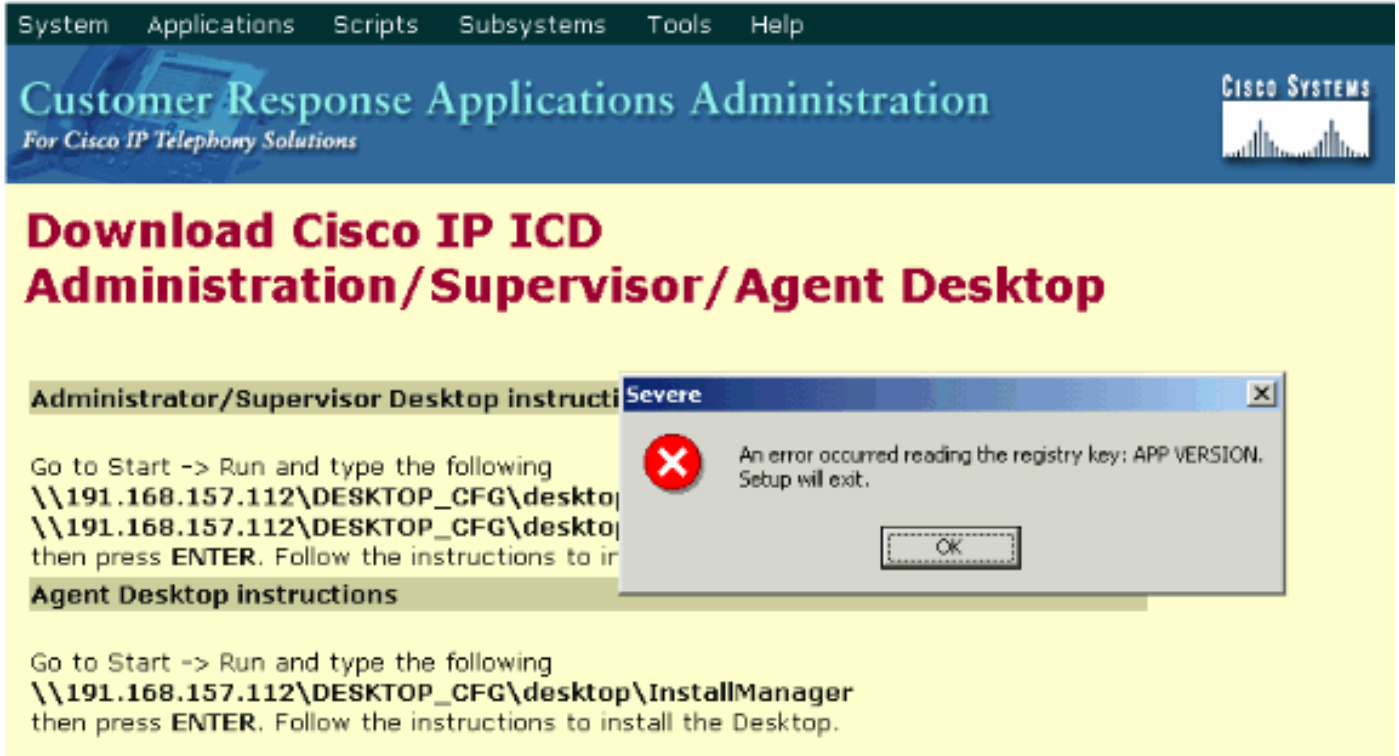 System Applications Scripts Subsystems Tools Help
Customer Response Applications Administration
For Cisco IP Telephony Solutions
CISCO SYSTEMS
Download Cisco IP ICD
Administration/Supervisor/Agent Desktop
Administrator/Supervisor Desktop
Severe
An error occurred reading the registry key: APP VERSION.
Setup will exit.
OK
Go to Start -> Run and type the following
\\191.168.157.112\DESKTOP_CFG\deskto
\\191.168.157.112\DESKTOP_CFG\deskto
then press ENTER. Follow the instructions to
Agent Desktop instructions
Go to Start -> Run and type the following
\\191.168.157.112\DESKTOP_CFG\desktop\InstallManager
then press ENTER. Follow the instructions to install the Desktop.